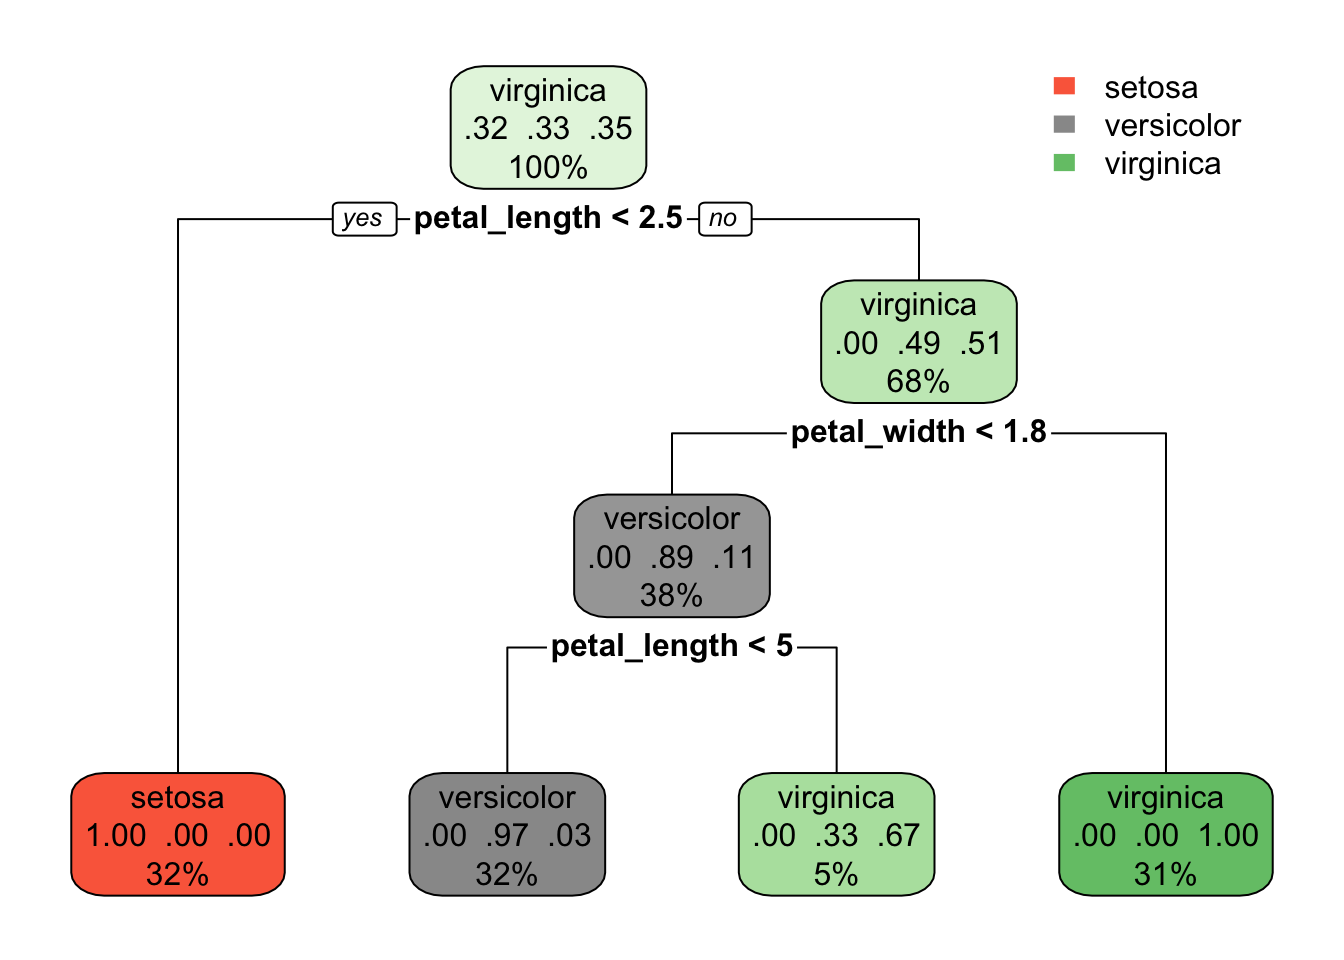 virginica
.32 .33 .35
100%
setosa
versicolor
virginica
yes petal_length < 2.5 no
virginica
.00 .49 .51
68%
petal_width < 1.8
versicolor
.00 .89 .11
38%
petal_length < 5
setosa
1.00 .00 .00
32%
versicolor
.00 .97 .03
32%
virginica
.00 .33 .67
5%
virginica
.00 .00 1.00
31%